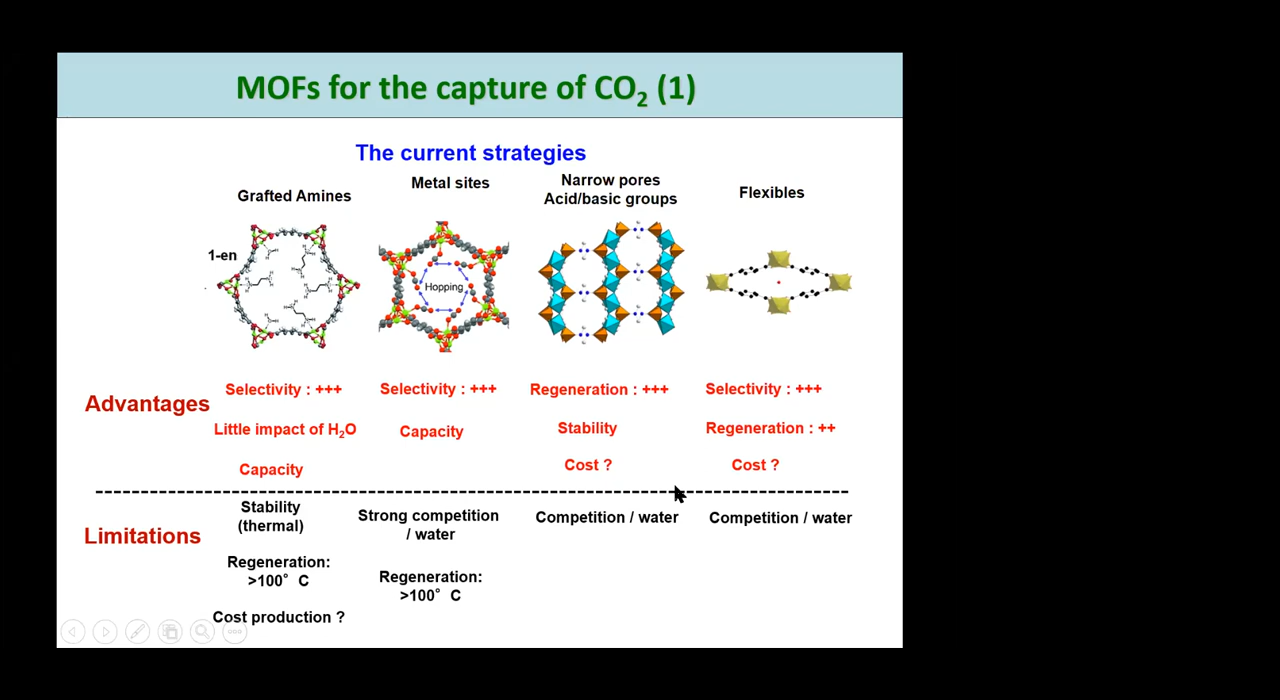 MOFs for the capture of CO₂ (1)
The current strategies
Grafted Amines
Metal sites
Narrow pores
Acid/basic groups
Flexibles
1-en
Hopping
Advantages
Selectivity : +++
Little impact of H₂O
Capacity
Selectivity : +++
Capacity
Regeneration : +++
Stability
Cost ?
Selectivity : +++
Regeneration : ++
Cost ?
Limitations
Stability
(thermal)
Regeneration:
>100° C
Cost production ?
Strong competition
/ water
Regeneration:
>100° C
Competition / water
Competition / water